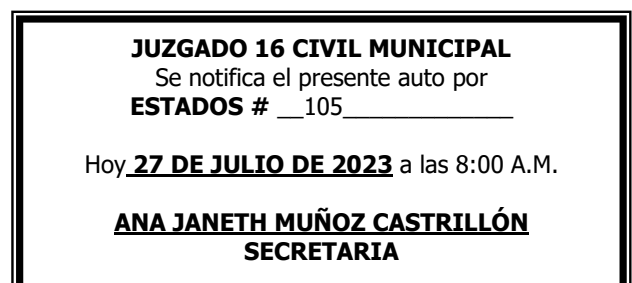 JUZGADO 16 CIVIL MUNICIPAL
Se notifica el presente auto por
ESTADOS # __105_____________
Hoy 27 DE JULIO DE 2023 a las 8:00 A.M.
ANA JANETH MUÑOZ CASTRILLÓN
SECRETARIA